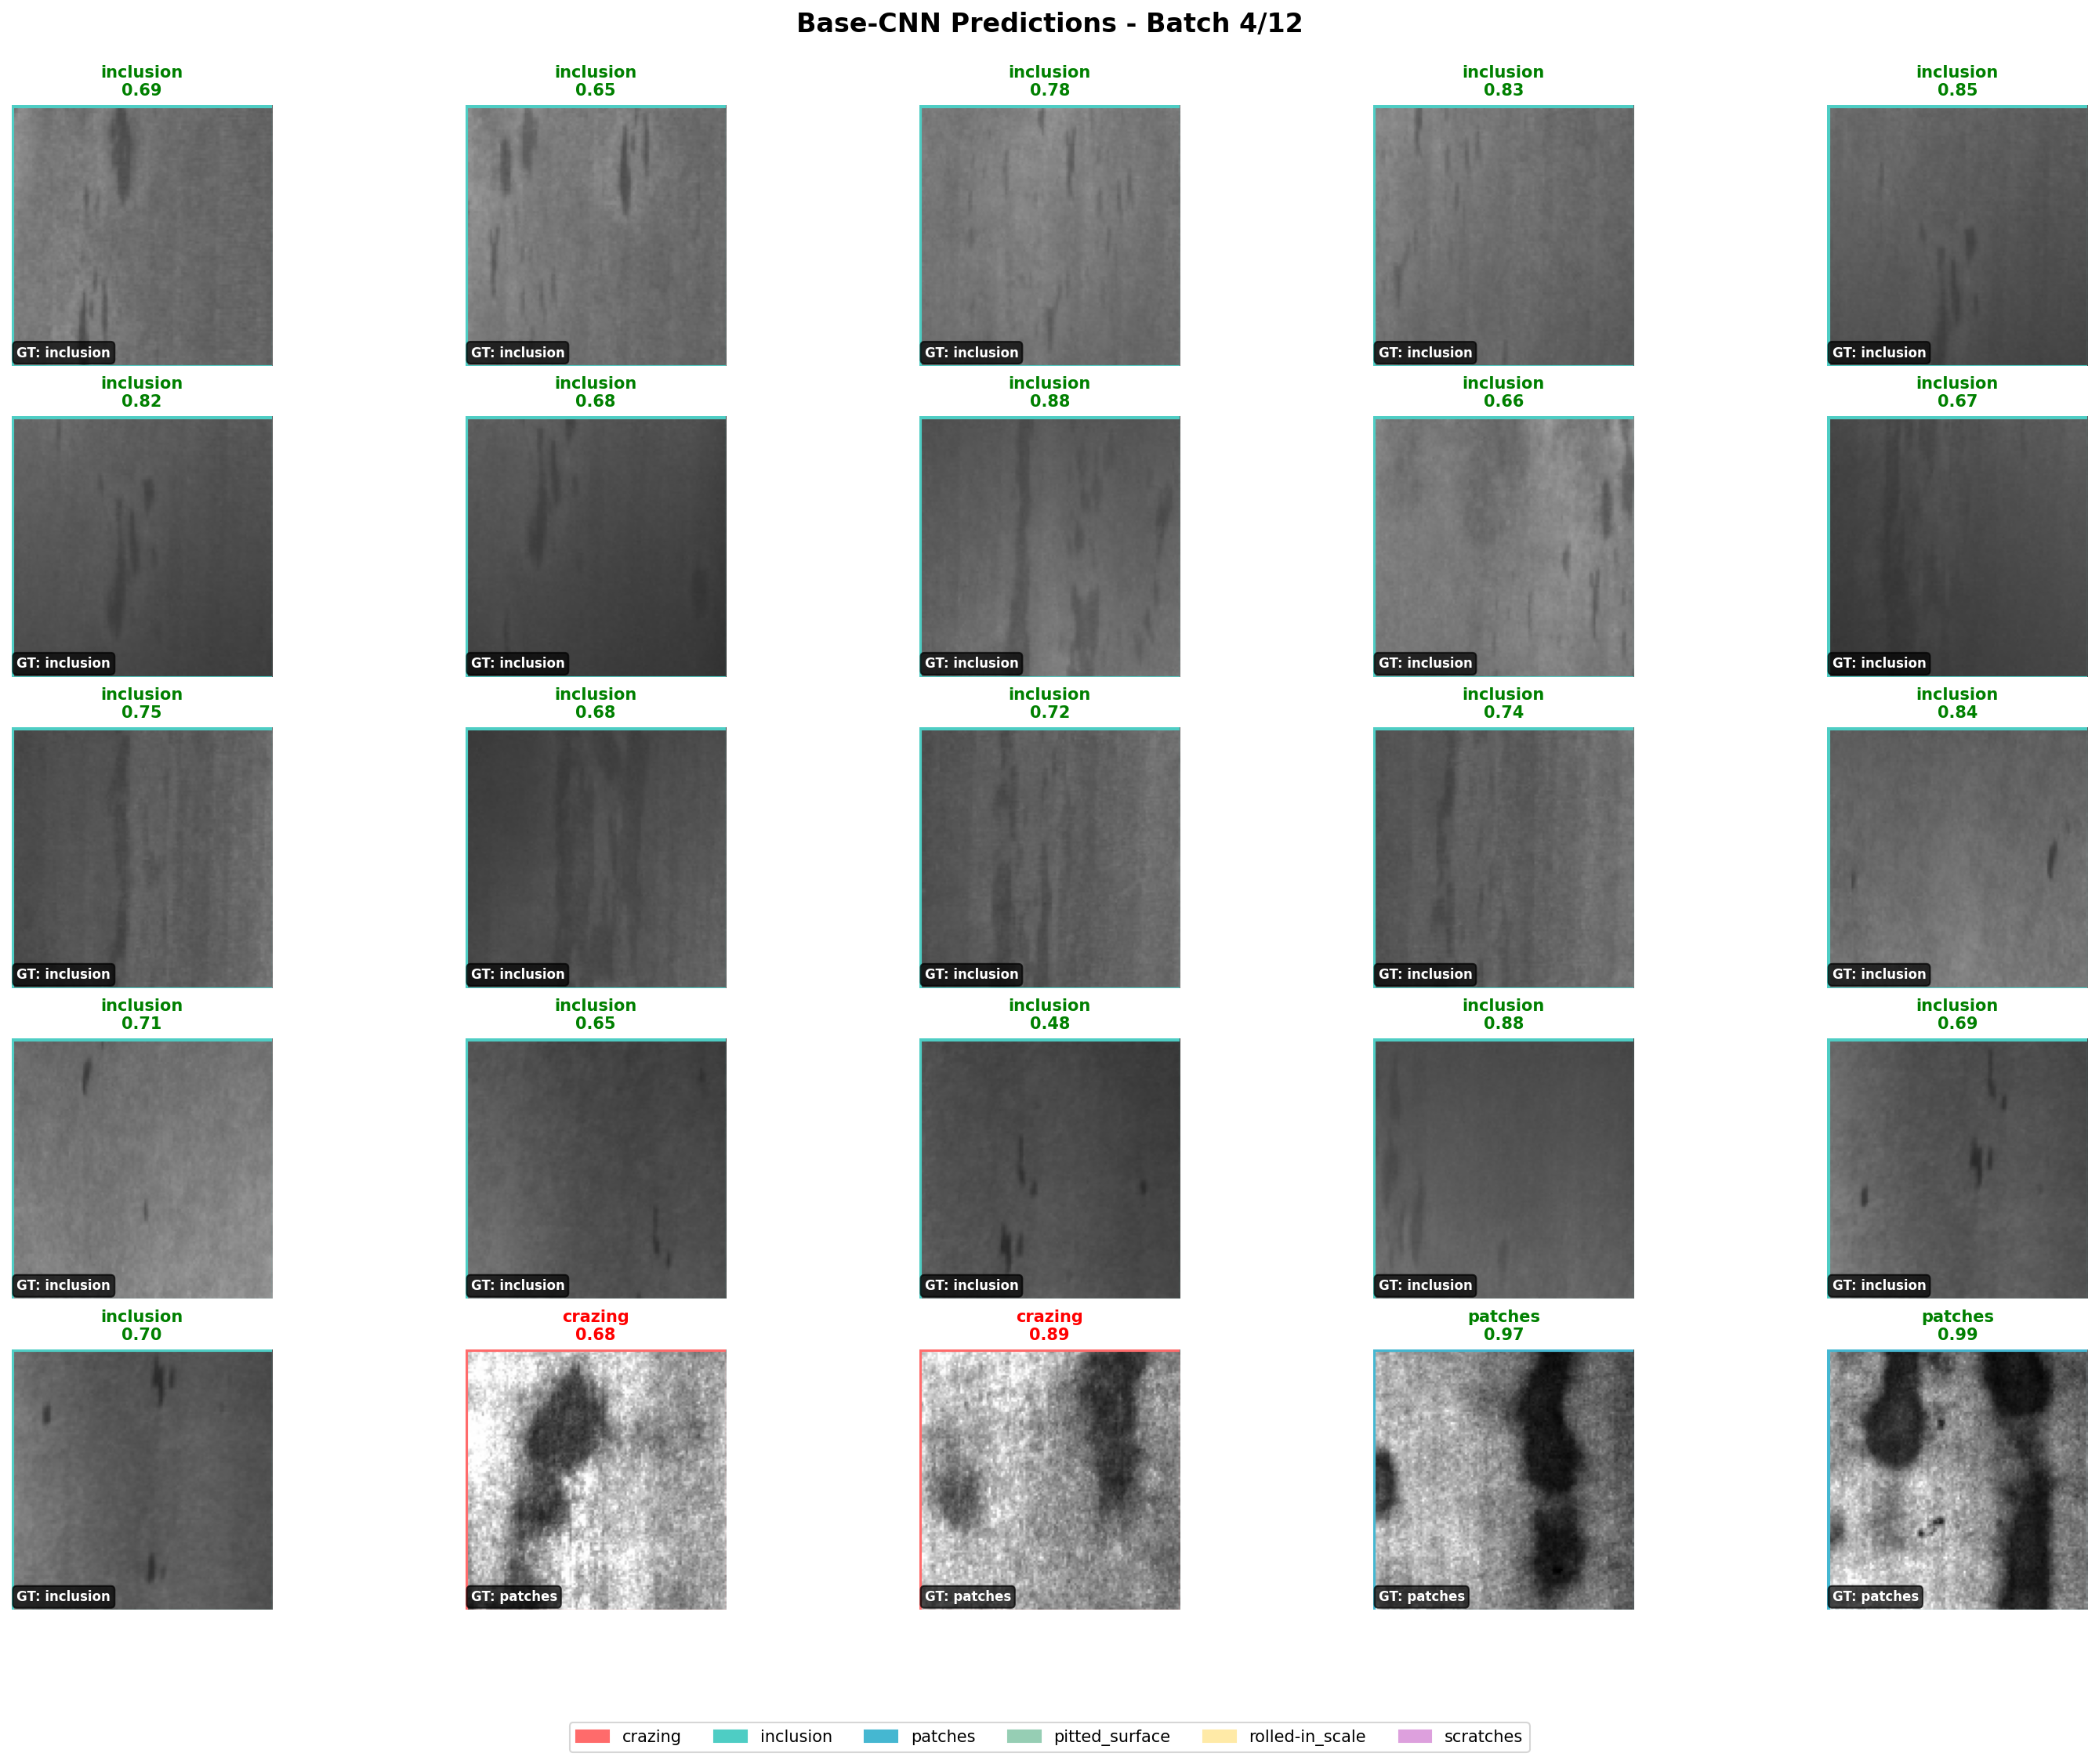 Base-CNN Predictions - Batch 4/12
inclusion
0.69
GT: inclusion
inclusion
0.65
GT: inclusion
inclusion
0.78
GT: inclusion
inclusion
0.83
GT: inclusion
inclusion
0.85
GT: inclusion
inclusion
0.82
GT: inclusion
inclusion
0.68
GT: inclusion
inclusion
0.88
GT: inclusion
inclusion
0.66
GT: inclusion
inclusion
0.67
GT: inclusion
inclusion
0.75
GT: inclusion
inclusion
0.68
GT: inclusion
inclusion
0.72
GT: inclusion
inclusion
0.74
GT: inclusion
inclusion
0.84
GT: inclusion
inclusion
0.71
GT: inclusion
inclusion
0.65
GT: inclusion
inclusion
0.48
GT: inclusion
inclusion
0.88
GT: inclusion
inclusion
0.69
GT: inclusion
inclusion
0.70
GT: inclusion
crazing
0.68
GT: patches
crazing
0.89
GT: patches
patches
0.97
GT: patches
patches
0.99
GT: patches
crazing inclusion patches pitted_surface rolled-in_scale scratches